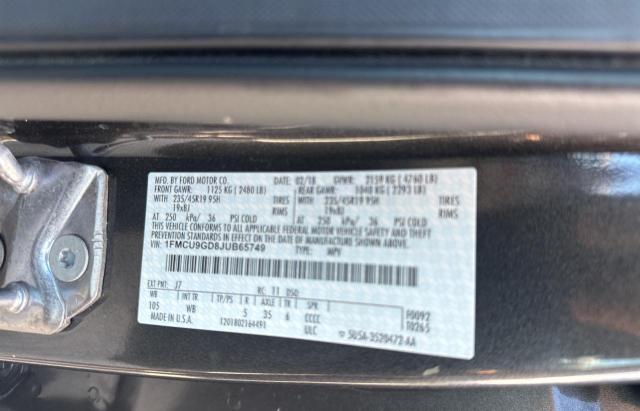 MFD. BY FORD MOTOR CO.
DATE: 02/18 GVWR: 2159 KG (4760 LB)
FRONT GAWR: 1125 KG (2480 LB) REAR GAWR: 1040 KG (2293 LB)
WITH 235/45R19 95H TIRES WITH 235/45R19 95H TIRES
19x8J RIMS 19x8J RIMS
AT 250 kPa/ 36 PSI COLD AT 250 kPa/ 36 PSI COLD
THIS VEHICLE CONFORMS TO ALL APPLICABLE FEDERAL MOTOR
VEHICLE SAFETY AND THEFT PREVENTION STANDARDS IN EFFECT ON THE DATE OF
MANUFACTURE SHOWN ABOVE.
VIN: 1FMCU9GD8JUB65749 TYPE: MPV
EXT PNT: J7 RC: 11 DSO:
WB INT TR TP/PS R AXLE TR SPR
105 WB 5 35 6 CCCC F0092
MADE IN U.S.A. T201802164491 ULC T0265
5U5A-3520472-AA